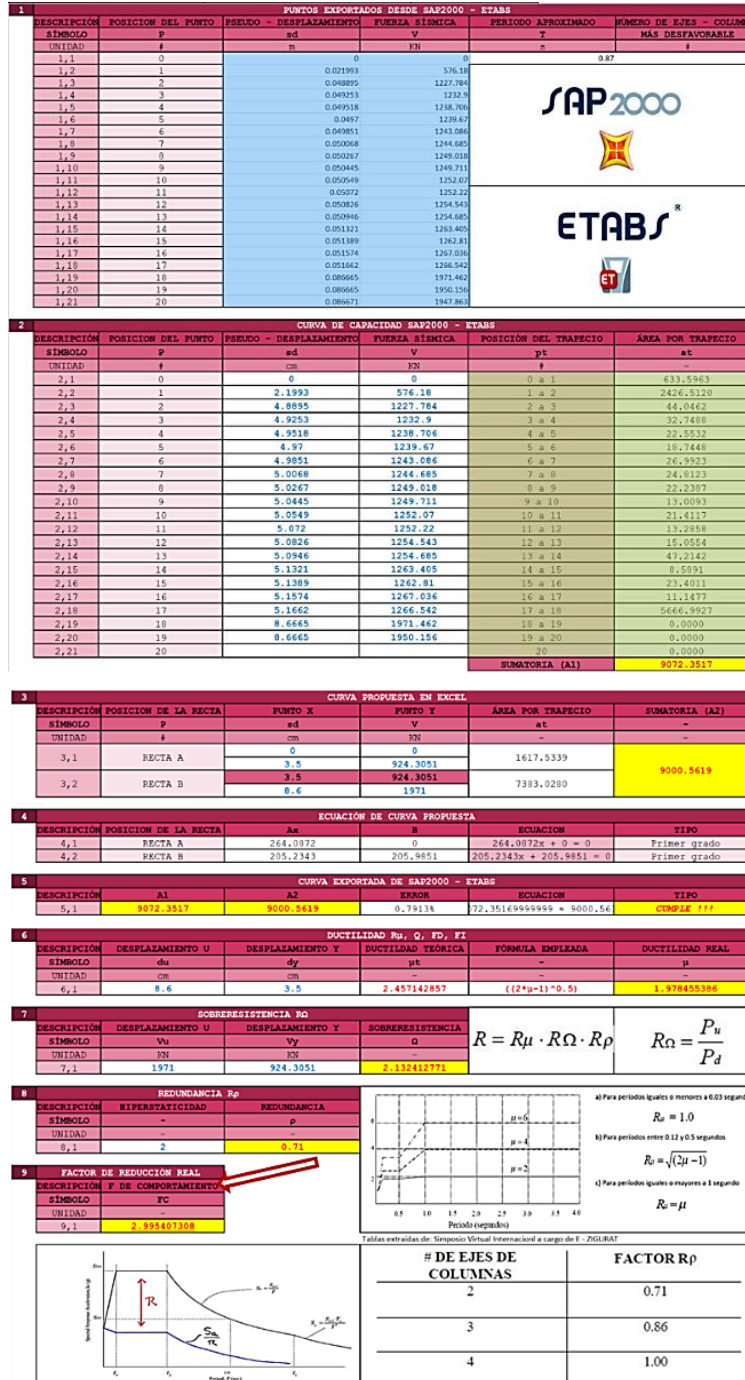 1 PUNTOS EXPORTADOS DESDE SAP2000 - ETABS
DESCRIPCIÓN POSICION DEL PUNTO PSEUDO - DESPLAZAMIENTO FUERZA SÍSMICA PERIODO APROXIMADO NÚMERO DE EJES - COLUM
SÍMBOLO P sd V T MÁS DESFAVORABLE
UNIDAD # m KN s #
1,1 0 0 0 0.87
1,2 1 0.021993 576.18
1,3 2 0.048895 1227.784
1,4 3 0.049253 1232.9
1,5 4 0.049518 1238.706
1,6 5 0.0497 1239.67
1,7 6 0.049851 1243.086
1,8 7 0.050068 1244.685
1,9 8 0.050267 1249.018
1,10 9 0.050445 1249.711
1,11 10 0.050549 1252.07
1,12 11 0.05072 1252.22
1,13 12 0.050826 1254.543
1,14 13 0.050946 1254.685
1,15 14 0.051321 1263.405
1,16 15 0.051389 1262.81
1,17 16 0.051574 1267.036
1,18 17 0.051662 1266.542
1,19 18 0.086665 1971.462
1,20 19 0.086665 1950.156
1,21 20 0.086671 1947.863
SAP2000
ETABS
ET
2 CURVA DE CAPACIDAD SAP2000 - ETABS
DESCRIPCIÓN POSICION DEL PUNTO PSEUDO - DESPLAZAMIENTO FUERZA SÍSMICA POSICIÓN DEL TRAPECIO ÁREA POR TRAPECIO
SÍMBOLO P sd V pt at
UNIDAD # cm KN # -
2,1 0 0 0 0 a 1 633.5963
2,2 1 2.1993 576.18 1 a 2 2426.5120
2,3 2 4.8895 1227.784 2 a 3 44.0462
2,4 3 4.9253 1232.9 3 a 4 32.7488
2,5 4 4.9518 1238.706 4 a 5 22.5532
2,6 5 4.97 1239.67 5 a 6 18.7448
2,7 6 4.9851 1243.086 6 a 7 26.9923
2,8 7 5.0068 1244.685 7 a 8 24.8123
2,9 8 5.0267 1249.018 8 a 9 22.2387
2,10 9 5.0445 1249.711 9 a 10 13.0093
2,11 10 5.0549 1252.07 10 a 11 21.4117
2,12 11 5.072 1252.22 11 a 12 13.2858
2,13 12 5.0826 1254.543 12 a 13 15.0554
2,14 13 5.0946 1254.685 13 a 14 47.2142
2,15 14 5.1321 1263.405 14 a 15 8.5891
2,16 15 5.1389 1262.81 15 a 16 23.4011
2,17 16 5.1574 1267.036 16 a 17 11.1477
2,18 17 5.1662 1266.542 17 a 18 5666.9927
2,19 18 8.6665 1971.462 18 a 19 0.0000
2,20 19 8.6665 1950.156 19 a 20 0.0000
2,21 20 20 0.0000
SUMATORIA (A1) 9072.3517
3 CURVA PROPUESTA EN EXCEL
DESCRIPCIÓN POSICION DE LA RECTA PUNTO X PUNTO Y ÁREA POR TRAPECIO SUMATORIA (A2)
SÍMBOLO P sd V at -
UNIDAD # cm KN - -
3,1 RECTA A 0 0 1617.5339 9000.5619
3.5 924.3051
3,2 RECTA B 3.5 924.3051 7383.0280
8.6 1971
4 ECUACIÓN DE CURVA PROPUESTA
DESCRIPCIÓN POSICION DE LA RECTA Ax B ECUACION TIPO
4,1 RECTA A 264.0872 0 264.0872x + 0 = 0 Primer grado
4,2 RECTA B 205.2343 205.9851 205.2343x + 205.9851 = 0 Primer grado
5 CURVA EXPORTADA DE SAP2000 - ETABS
DESCRIPCIÓN A1 A2 ERROR ECUACION TIPO
5,1 9072.3517 9000.5619 0.7913% 072.35169999999 ≈ 9000.56 CUMPLE !!!
6 DUCTILIDAD Rµ, Q, FD, FI
DESCRIPCIÓN DESPLAZAMIENTO U DESPLAZAMIENTO Y DUCTILDAD TEÓRICA FÓRMULA EMPLEADA DUCTILIDAD REAL
SÍMBOLO du dy µt - µ
UNIDAD cm cm - - -
6,1 8.6 3.5 2.457142857 ((2*µ-1)^0.5) 1.978455386
7 SOBRERESISTENCIA RΩ
DESCRIPCIÓN DESPLAZAMIENTO U DESPLAZAMIENTO Y SOBRERESISTENCIA
SÍMBOLO Vu Vy Ω
UNIDAD KN KN -
7,1 1971 924.3051 2.132412771
R = Rµ · RΩ · Rρ
RΩ = Pu / Pd
8 REDUNDANCIA Rρ
DESCRIPCIÓN HIPERSTATICIDAD REDUNDANCIA
SÍMBOLO - ρ
UNIDAD - -
8,1 2 0.71
9 FACTOR DE REDUCCIÓN REAL
DESCRIPCIÓN F DE COMPORTAMIENTO
SÍMBOLO FC
UNIDAD -
9,1 2.995407308
6
4
2
µ=6
µ=4
µ=2
0.5 1.0 1.5 2.0 2.5 3.0 3.5 4.0
Periodo (segundos)
a) Para periodos iguales o menores a 0.03 segund
Rµ = 1.0
b) Para periodos entre 0.12 y 0.5 segundos
Rµ = √(2µ−1)
c) Para periodos iguales o mayores a 1 segundo
Rµ = µ
Tablas extraídas de: Simposio Virtual Internacionl a cargo de E - ZIGURAT
R
Sa/R
# DE EJES DE COLUMNAS FACTOR Rρ
2 0.71
3 0.86
4 1.00